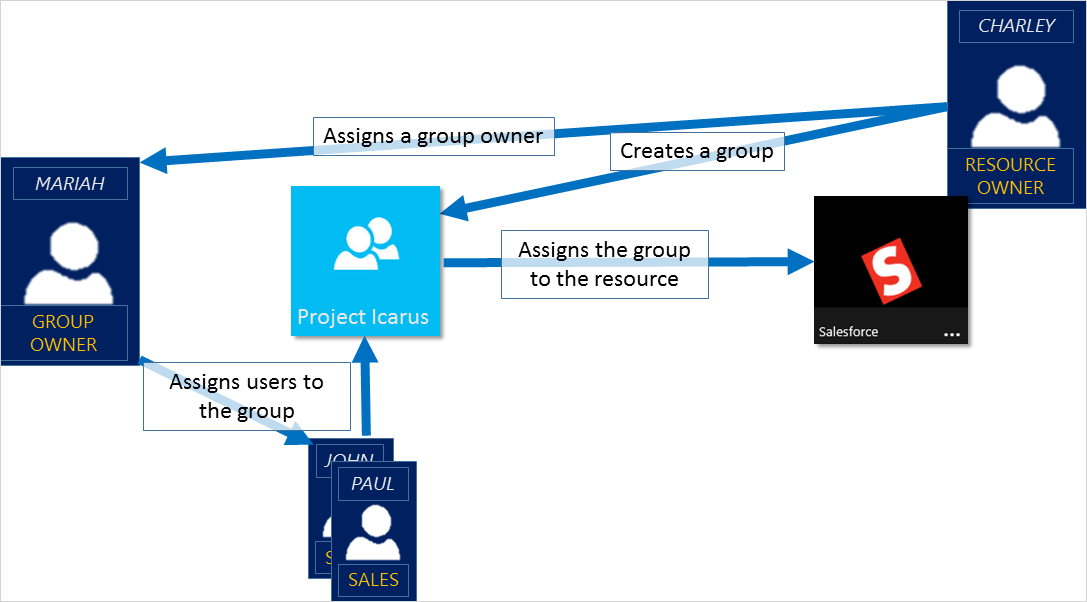 CHARLEY
RESOURCE
OWNER
Assigns a group owner
Creates a group
MARIAH
GROUP
OWNER
Project Icarus
Assigns the group
to the resource
S
Salesforce
...
Assigns users to
the group
JOHN
S
PAUL
SALES